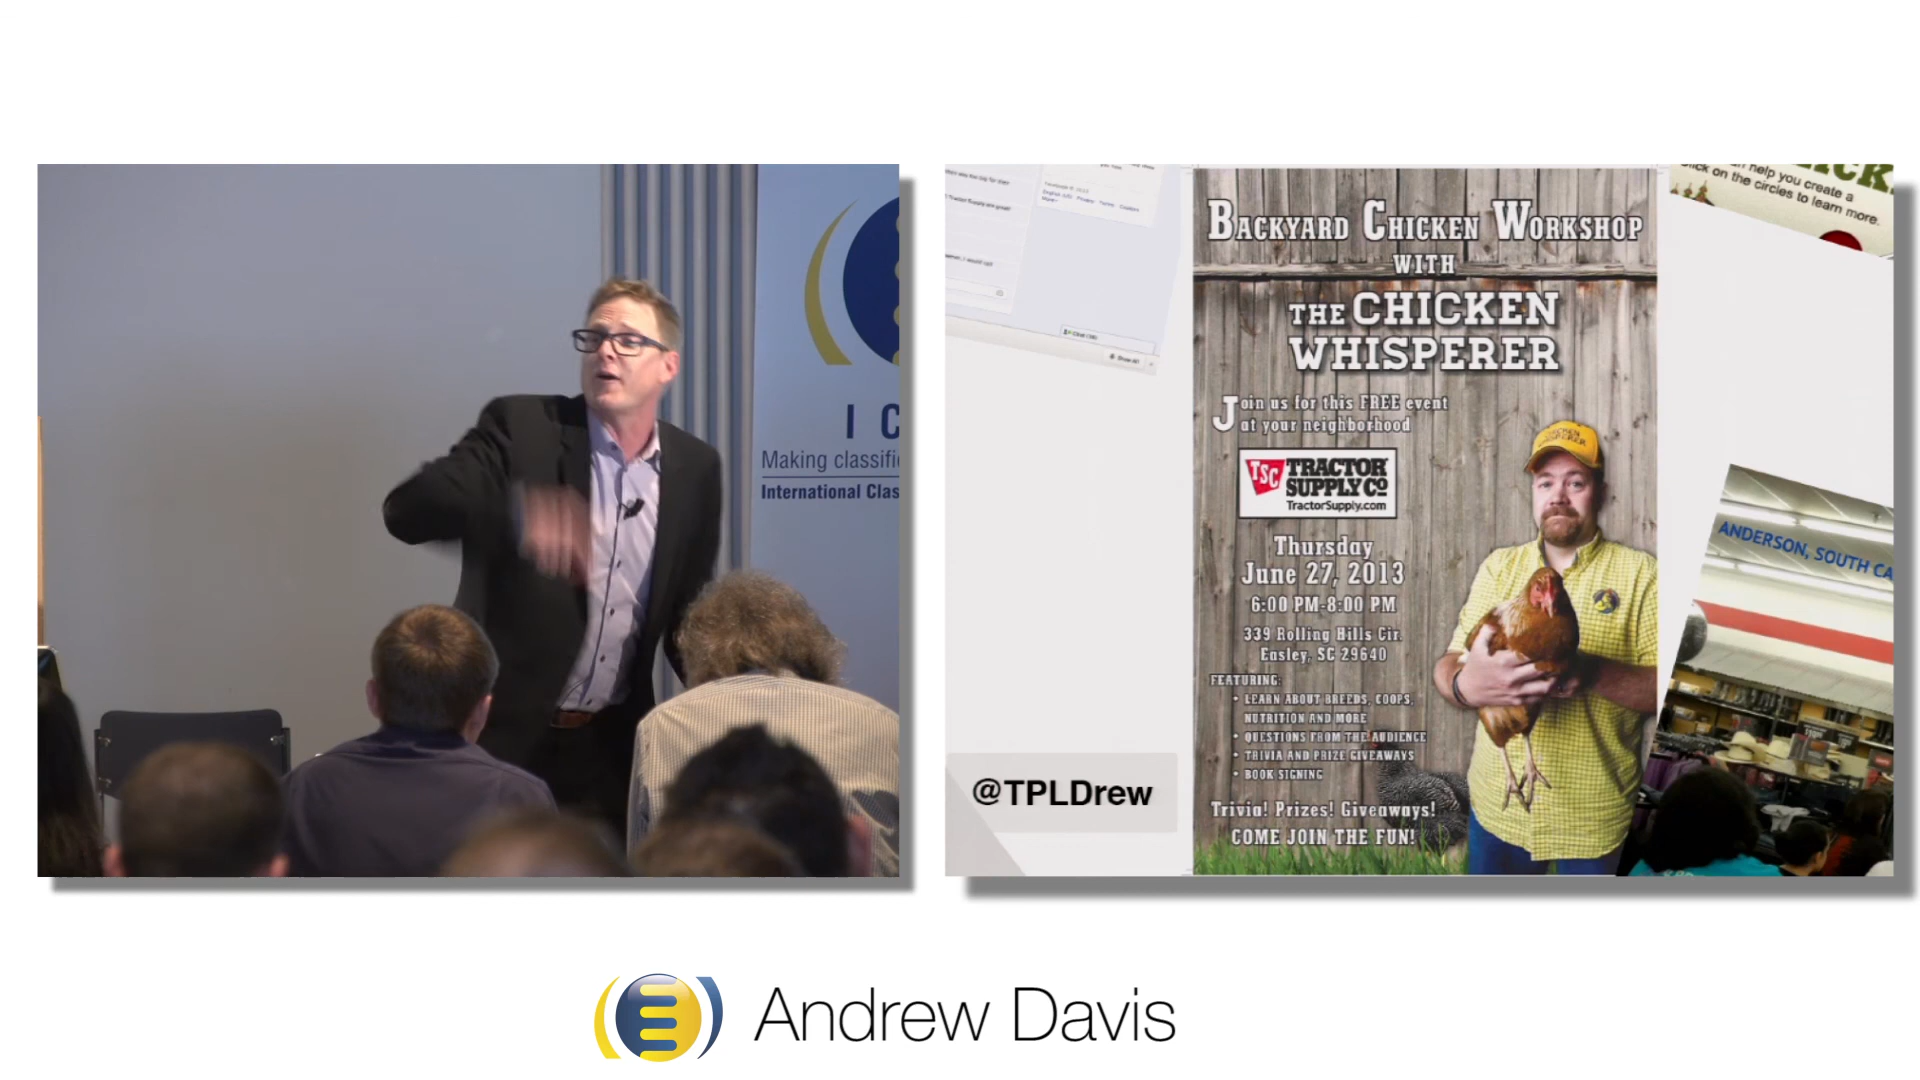 I C
Making classifi
International Clas
an help you create a
lick on the circles to learn more.
BACKYARD CHICKEN WORKSHOP
WITH
THE CHICKEN
WHISPERER
Join us for this FREE event
at your neighborhood
TSC TRACTOR
SUPPLY CO
TractorSupply.com
CHICKEN
WHISPERER
Thursday
June 27, 2013
6:00 PM-8:00 PM
339 Rolling Hills Cir.
Easley, SC 29640
FEATURING:
• LEARN ABOUT BREEDS, COOPS,
NUTRITION AND MORE
• QUESTIONS FROM THE AUDIENCE
• TRIVIA AND PRIZE GIVEAWAYS
• BOOK SIGNING
Trivia! Prizes! Giveaways!
COME JOIN THE FUN!
ANDERSON, SOUTH CA
@TPLDrew
Andrew Davis